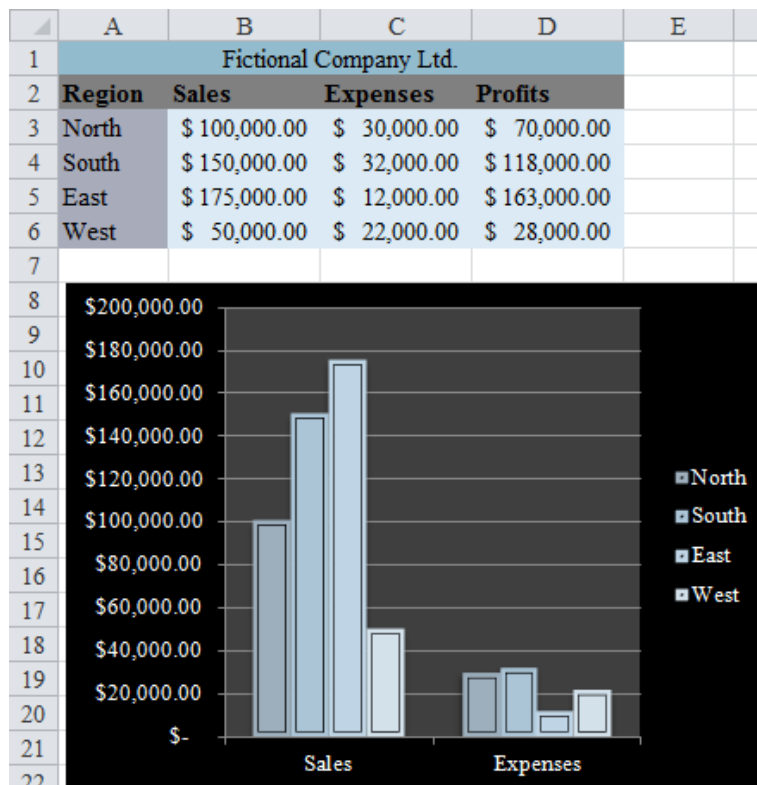 A B C D E
1 Fictional Company Ltd.
2 Region Sales Expenses Profits
3 North $ 100,000.00 $ 30,000.00 $ 70,000.00
4 South $ 150,000.00 $ 32,000.00 $ 118,000.00
5 East $ 175,000.00 $ 12,000.00 $ 163,000.00
6 West $ 50,000.00 $ 22,000.00 $ 28,000.00
7
8 $200,000.00
9 $180,000.00
10 $160,000.00
11
12 $140,000.00
13 $120,000.00 North
14 $100,000.00 South
15
16 $80,000.00 East
17 $60,000.00 West
18 $40,000.00
19 $20,000.00
20
21 $-
22 Sales Expenses